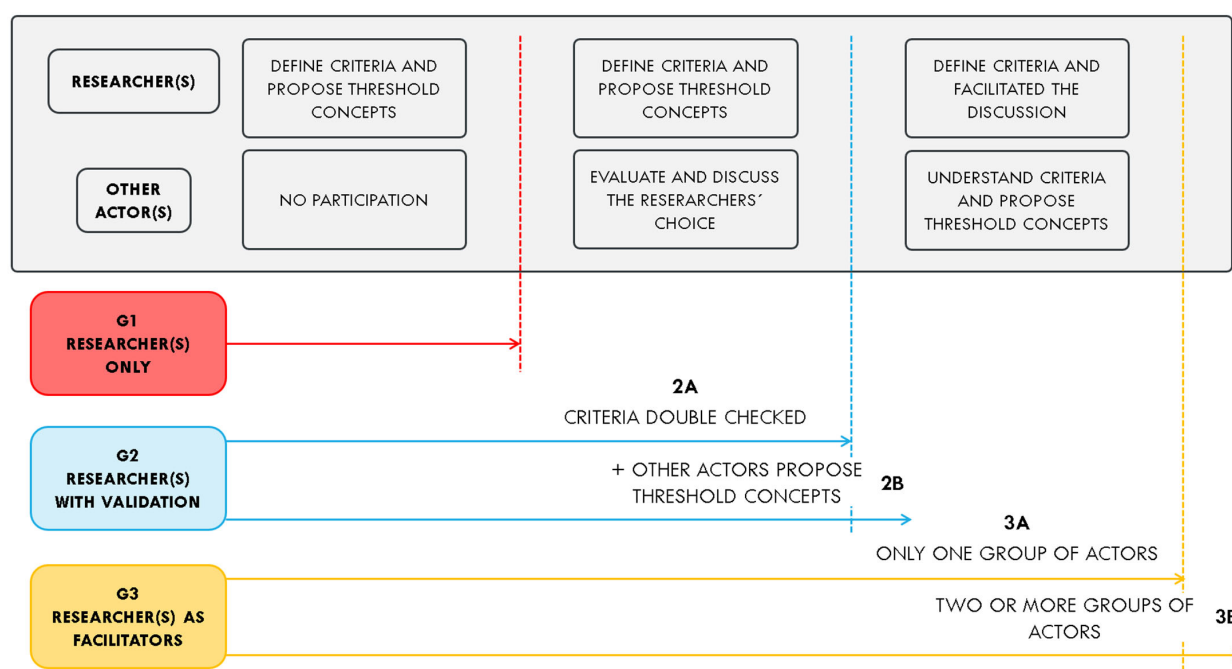 RESEARCHER(S)
DEFINE CRITERIA AND
PROPOSE THRESHOLD
CONCEPTS
DEFINE CRITERIA AND
PROPOSE THRESHOLD
CONCEPTS
DEFINE CRITERIA AND
FACILITATED THE
DISCUSSION
OTHER
ACTOR(S)
NO PARTICIPATION
EVALUATE AND DISCUSS
THE RESERARCHERS´
CHOICE
UNDERSTAND CRITERIA
AND PROPOSE
THRESHOLD CONCEPTS
G1
RESEARCHER(S)
ONLY
2A
CRITERIA DOUBLE CHECKED
G2
RESEARCHER(S)
WITH VALIDATION
+ OTHER ACTORS PROPOSE
THRESHOLD CONCEPTS
2B
3A
ONLY ONE GROUP OF ACTORS
G3
RESEARCHER(S) AS
FACILITATORS
TWO OR MORE GROUPS OF
ACTORS